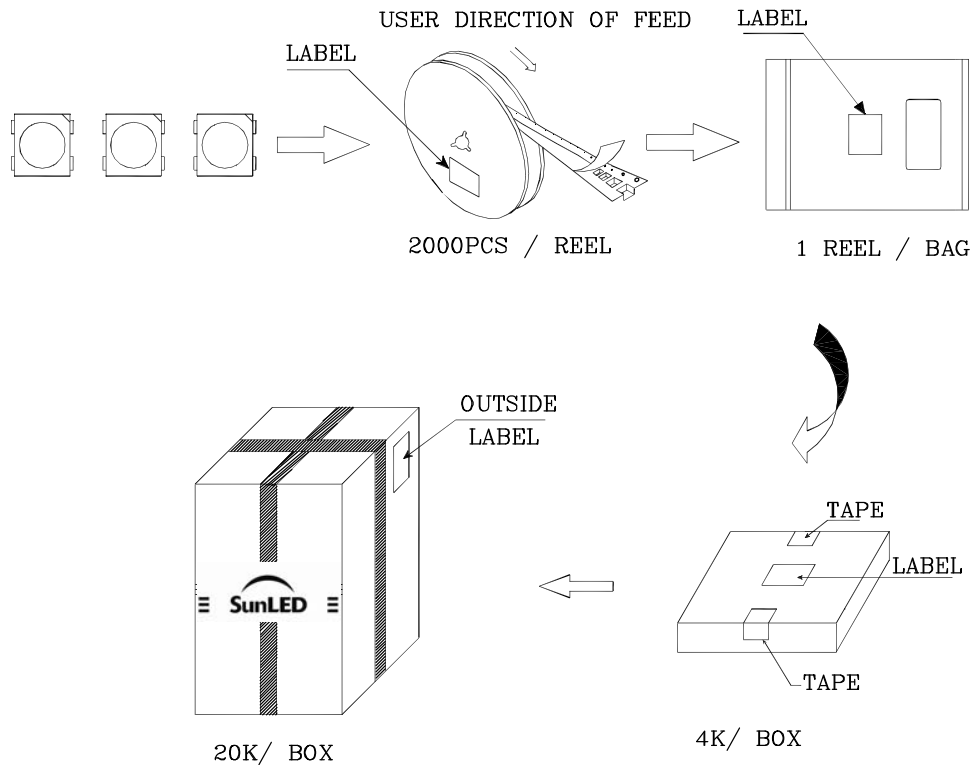 USER DIRECTION OF FEED
LABEL
LABEL
2000PCS / REEL
1 REEL / BAG
OUTSIDE
LABEL
TAPE
LABEL
SunLED
TAPE
20K/ BOX
4K/ BOX